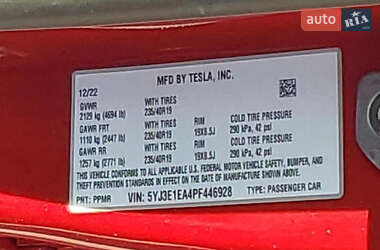 auto RIA.com
MFD BY TESLA, INC.
12/22
GVWR WITH TIRES
2129 kg (4694 lb) 235/40R19
GAWR FRT WITH TIRES RIM COLD TIRE PRESSURE
1110 kg (2447 lb) 235/40R19 19X8.5J 290 kPa, 42 psi
GAWR RR WITH TIRES RIM COLD TIRE PRESSURE
1257 kg (2771 lb) 235/40R19 19X8.5J 290 kPa, 42 psi
THIS VEHICLE CONFORMS TO ALL APPLICABLE U.S. FEDERAL MOTOR VEHICLE SAFETY, BUMPER, AND
THEFT PREVENTION STANDARDS IN EFFECT ON THE DATE OF MANUFACTURE SHOWN ABOVE.
PNT: PPMR VIN: 5YJ3E1EA4PF446928 TYPE: PASSENGER CAR